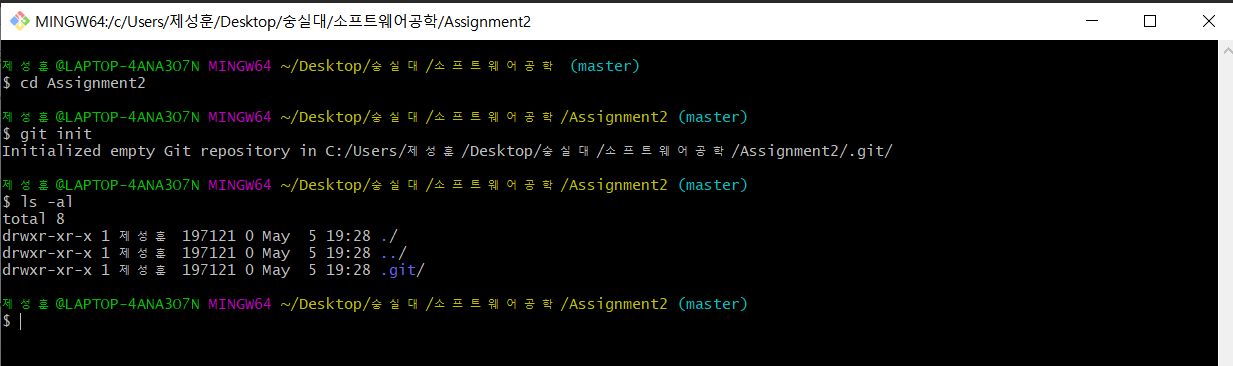 MINGW64:/c/Users/제성훈/Desktop/숭실대/소프트웨어공학/Assignment2
제성훈@LAPTOP-4ANA3O7N MINGW64 ~/Desktop/숭실대/소프트웨어공학 (master)
$ cd Assignment2
제성훈@LAPTOP-4ANA3O7N MINGW64 ~/Desktop/숭실대/소프트웨어공학/Assignment2 (master)
$ git init
Initialized empty Git repository in C:/Users/제성훈/Desktop/숭실대/소프트웨어공학/Assignment2/.git/
제성훈@LAPTOP-4ANA3O7N MINGW64 ~/Desktop/숭실대/소프트웨어공학/Assignment2 (master)
$ ls -al
total 8
drwxr-xr-x 1 제성훈 197121 0 May  5 19:28 ./
drwxr-xr-x 1 제성훈 197121 0 May  5 19:28 ../
drwxr-xr-x 1 제성훈 197121 0 May  5 19:28 .git/
제성훈@LAPTOP-4ANA3O7N MINGW64 ~/Desktop/숭실대/소프트웨어공학/Assignment2 (master)
$